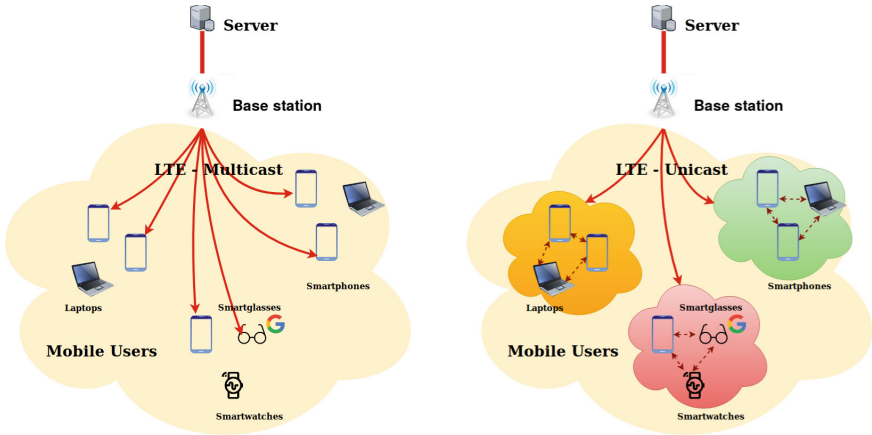 Server
Base station
LTE - Multicast
Smartphones
Laptops
Smartglasses
Mobile Users
Smartwatches
Server
Base station
LTE - Unicast
Smartphones
Laptops
Smartglasses
Mobile Users
Smartwatches